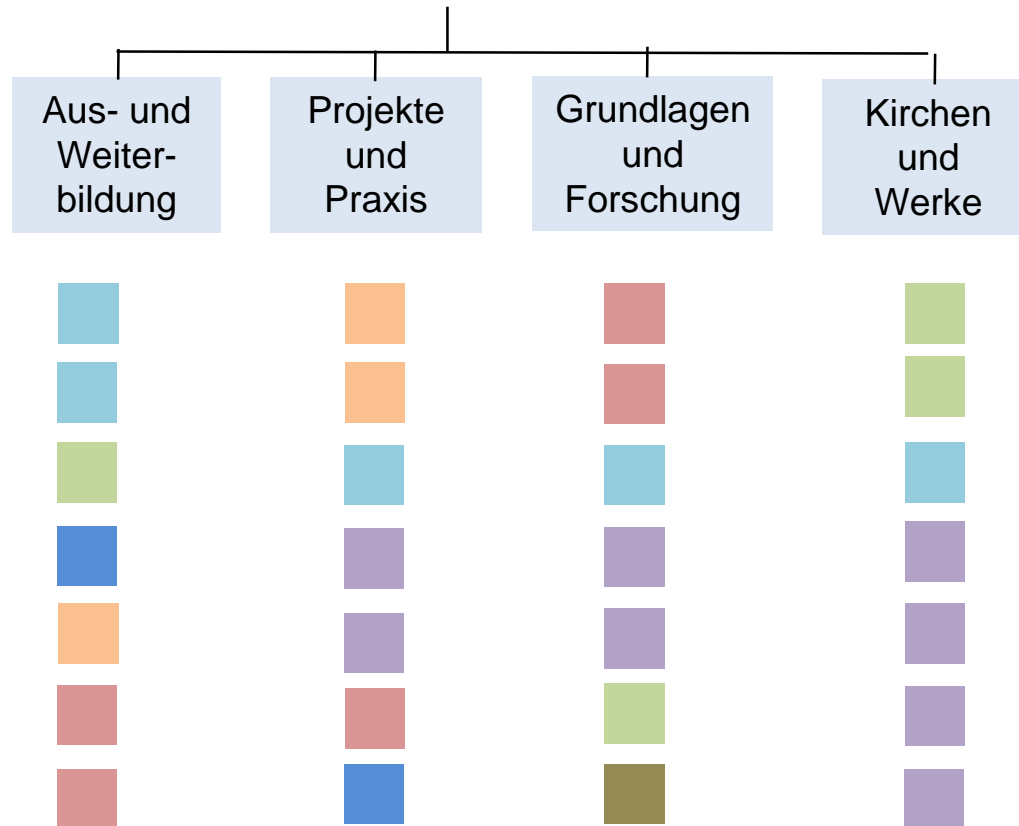 Aus- und
Weiter-
bildung
Projekte
und
Praxis
Grundlagen
und
Forschung
Kirchen
und
Werke